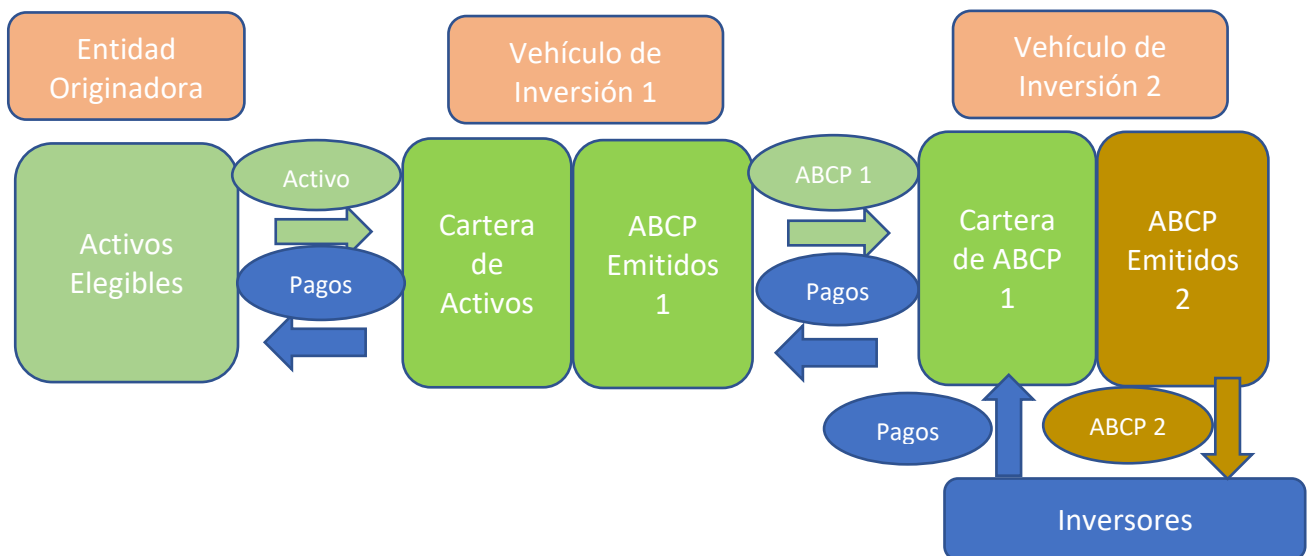 Entidad
Originadora
Vehículo de
Inversión 1
Vehículo de
Inversión 2
Activos
Elegibles
Activo
Pagos
Cartera
de
Activos
ABCP
Emitidos
1
ABCP 1
Pagos
Cartera
de ABCP
1
ABCP
Emitidos
2
Pagos
ABCP 2
Inversores